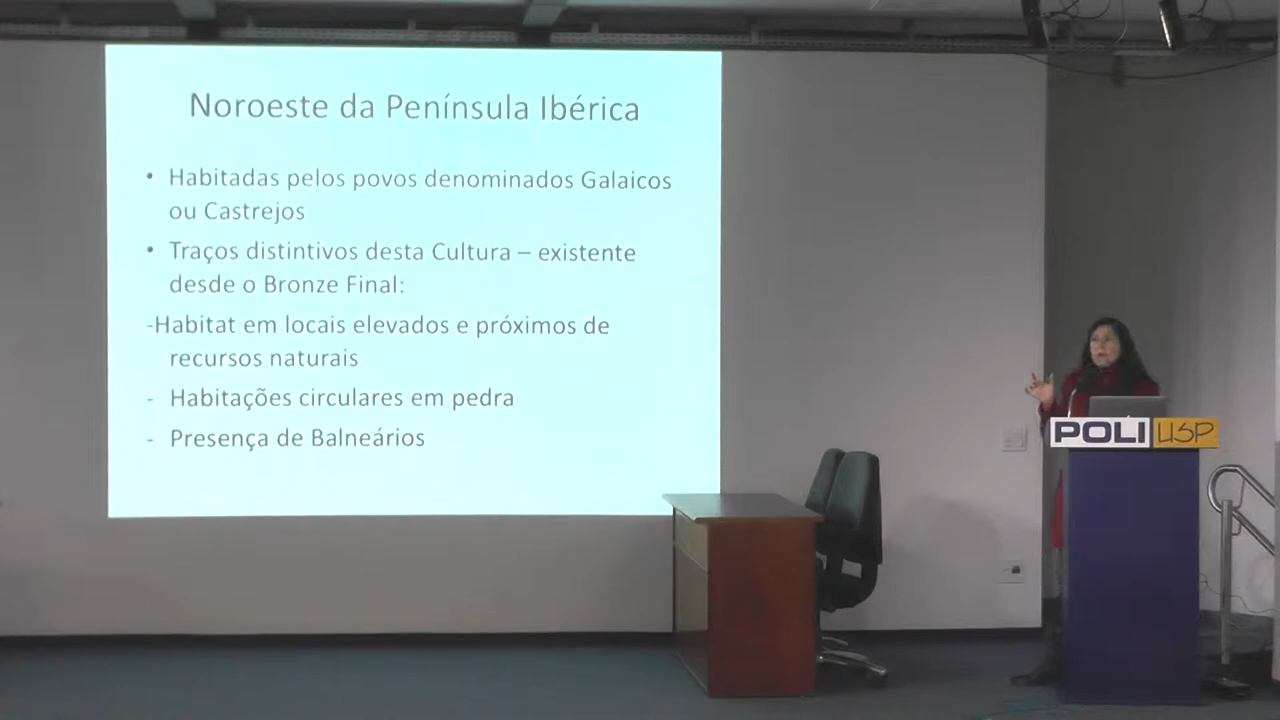 Noroeste da Península Ibérica
• Habitadas pelos povos denominados Galaicos
ou Castrejos
• Traços distintivos desta Cultura – existente
desde o Bronze Final:
-Habitat em locais elevados e próximos de
recursos naturais
- Habitações circulares em pedra
- Presença de Balneários
POLI USP